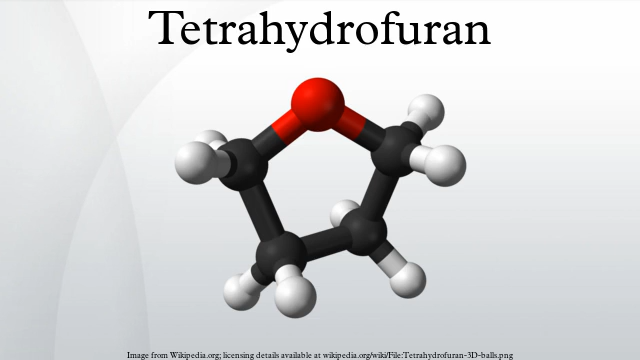 Tetrahydrofuran
Image from Wikipedia.org; licensing details available at wikipedia.org/wiki/File:Tetrahydrofuran-3D-balls.png